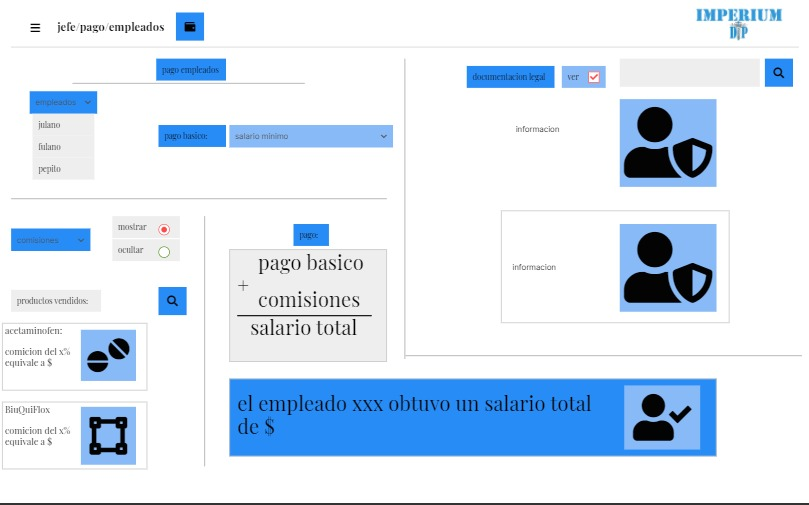 jefe/pago/empleados
IMPERIUM
DP
pago empleados
empleados
julano
fulano
pepito
pago basico:
salario minimo
documentacion legal
ver
informacion
informacion
comisiones
mostrar
ocultar
productos vendidos:
acetaminofen:
comicion del x%
equivale a $
BiuQuiFlox
comicion del x%
equivale a $
pago:
pago basico
+
comisiones
salario total
el empleado xxx obtuvo un salario total
de $